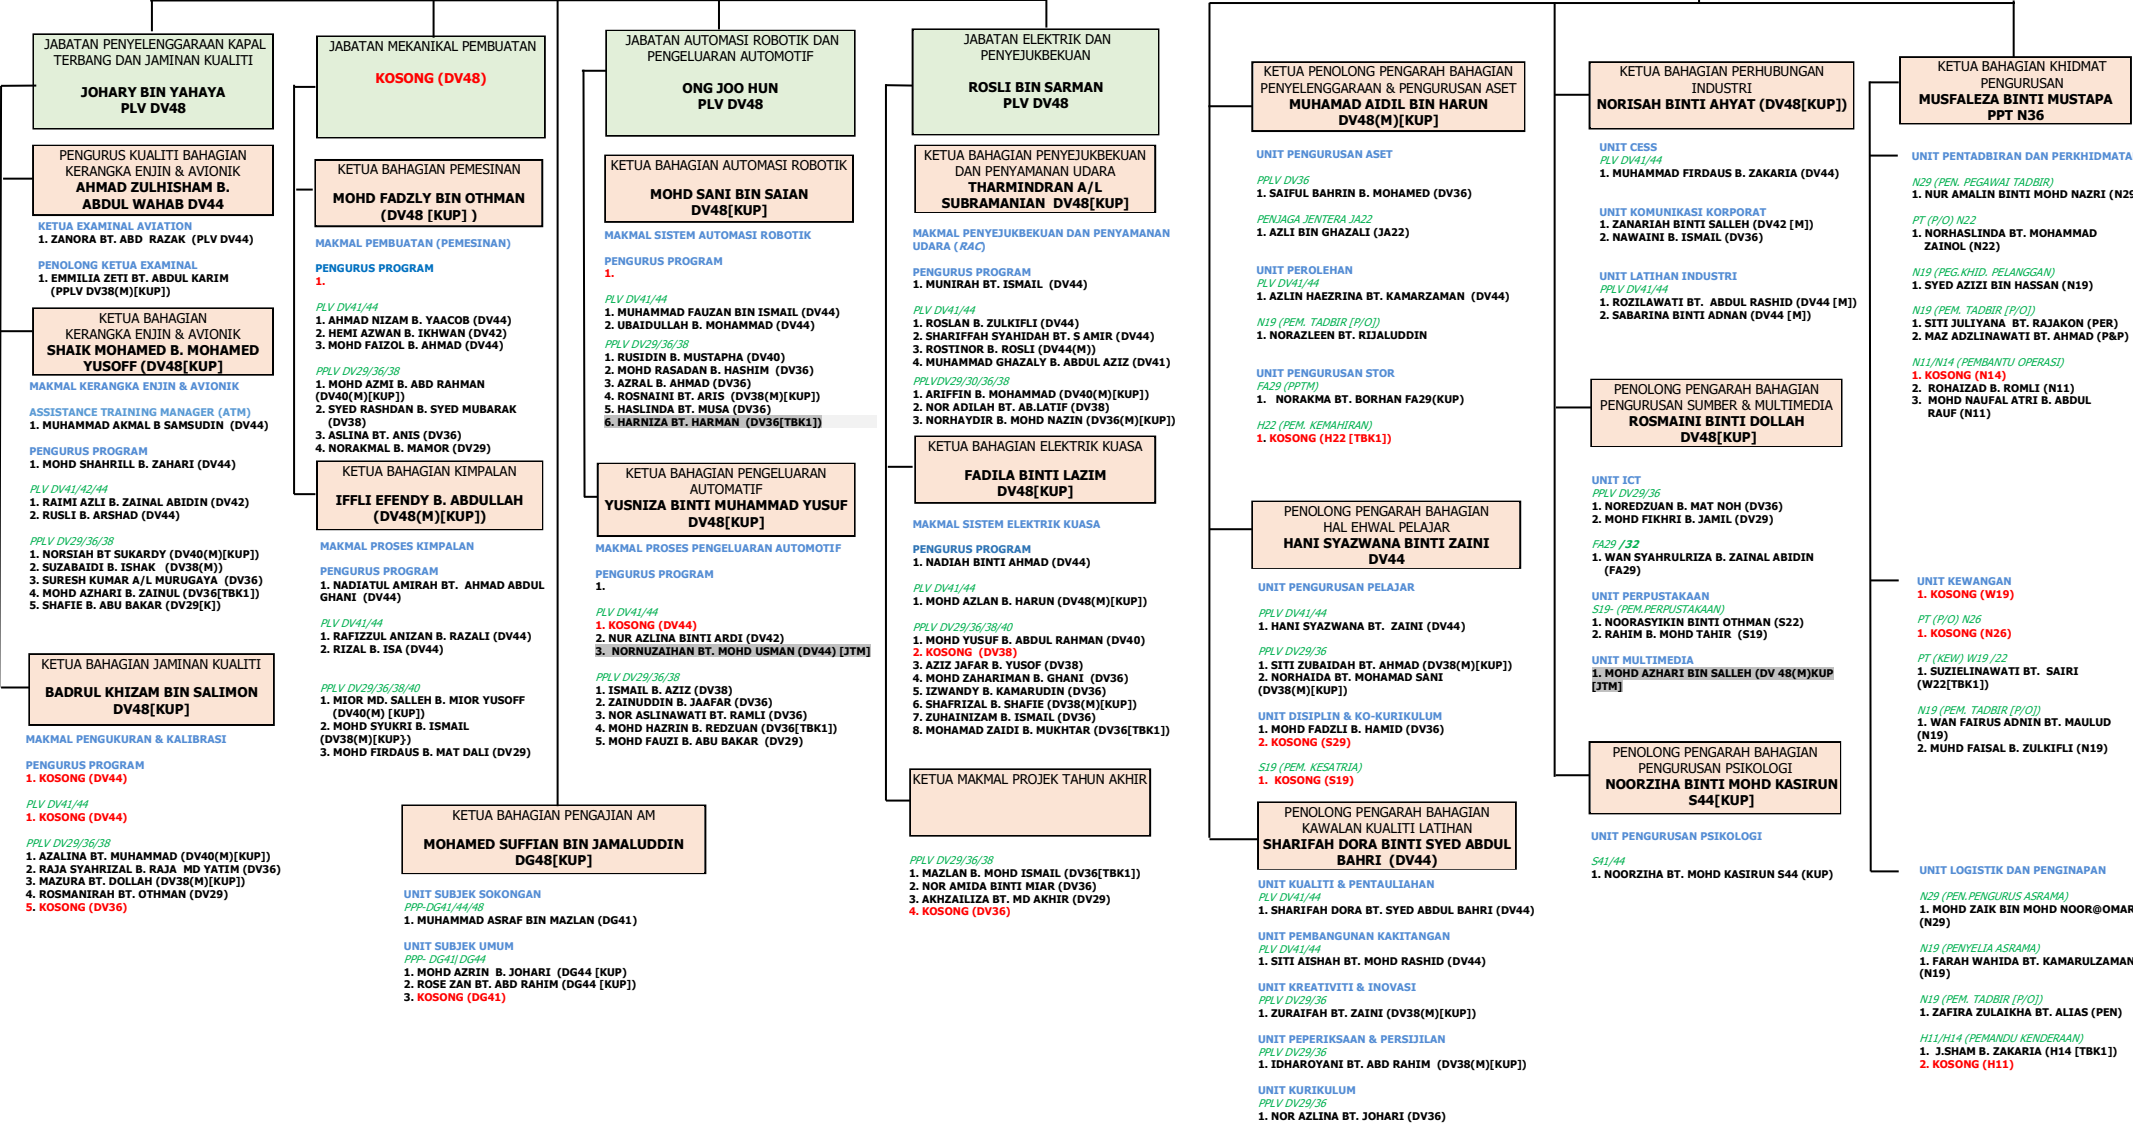 JABATAN PENYELENGGARAAN KAPAL
TERBANG DAN JAMINAN KUALITI
JOHARY BIN YAHAYA
PLV DV48
PENGURUS KUALITI BAHAGIAN
KERANGKA ENJIN & AVIONIK
AHMAD ZULHISHAM B.
ABDUL WAHAB DV44
KETUA EXAMINAL AVIATION
1. ZANORA BT. ABD  RAZAK  (PLV DV44)
PENOLONG KETUA EXAMINAL
1. EMMILIA ZETI BT. ABDUL KARIM
(PPLV DV38(M)[KUP])
KETUA BAHAGIAN
KERANGKA ENJIN & AVIONIK
SHAIK MOHAMED B. MOHAMED
YUSOFF (DV48[KUP]
MAKMAL KERANGKA ENJIN & AVIONIK
ASSISTANCE TRAINING MANAGER (ATM)
1. MUHAMMAD AKMAL B SAMSUDIN  (DV44)
PENGURUS PROGRAM
1. MOHD SHAHRILL B. ZAHARI (DV44)
PLV DV41/42/44
1. RAIMI AZLI B. ZAINAL ABIDIN (DV42)
2. RUSLI B. ARSHAD  (DV44)
PPLV DV29/36/38
1. NORSIAH BT SUKARDY (DV40(M)[KUP])
2. SUZABAIDI B. ISHAK   (DV38(M))
3. SURESH KUMAR A/L MURUGAYA  (DV36)
4. MOHD AZHARI B. ZAINUL (DV36[TBK1])
5. SHAFIE B. ABU BAKAR (DV29[K])
KETUA BAHAGIAN JAMINAN KUALITI
BADRUL KHIZAM BIN SALIMON
DV48[KUP]
MAKMAL PENGUKURAN & KALIBRASI
PENGURUS PROGRAM
1. KOSONG (DV44)
PLV DV41/44
1. KOSONG (DV44)
PPLV DV29/36/38
1. AZALINA BT. MUHAMMAD (DV40(M)[KUP])
2. RAJA SYAHRIZAL B. RAJA  MD YATIM (DV36)
3. MAZURA BT. DOLLAH (DV38(M)[KUP])
4. ROSMANIRAH BT. OTHMAN (DV29)
5. KOSONG (DV36)
JABATAN MEKANIKAL PEMBUATAN
KOSONG (DV48)
KETUA BAHAGIAN PEMESINAN
MOHD FADZLY BIN OTHMAN
(DV48 [KUP] )
MAKMAL PEMBUATAN (PEMESINAN)
PENGURUS PROGRAM
1.
PLV DV41/44
1. AHMAD NIZAM B. YAACOB (DV44)
2. HEMI AZWAN B. IKHWAN (DV42)
3. MOHD FAIZOL B. AHMAD (DV44)
PPLV DV29/36/38
1. MOHD AZMI B. ABD RAHMAN
(DV40(M)[KUP])
2. SYED RASHDAN B. SYED MUBARAK
(DV38)
3. ASLINA BT. ANIS (DV36)
4. NORAKMAL B. MAMOR (DV29)
KETUA BAHAGIAN KIMPALAN
IFFLI EFENDY B. ABDULLAH
(DV48(M)[KUP])
MAKMAL PROSES KIMPALAN
PENGURUS PROGRAM
1. NADIATUL AMIRAH BT.  AHMAD ABDUL
GHANI  (DV44)
PLV DV41/44
1. RAFIZZUL ANIZAN B. RAZALI (DV44)
2. RIZAL B. ISA (DV44)
PPLV DV29/36/38/40
1. MIOR MD. SALLEH B. MIOR YUSOFF
(DV40(M) [KUP])
2. MOHD SYUKRI B. ISMAIL
(DV38(M)[KUP})
3. MOHD FIRDAUS B. MAT DALI (DV29)
KETUA BAHAGIAN PENGAJIAN AM
MOHAMED SUFFIAN BIN JAMALUDDIN
DG48[KUP]
UNIT SUBJEK SOKONGAN
PPP-DG41/44/48
1. MUHAMMAD ASRAF BIN MAZLAN (DG41)
UNIT SUBJEK UMUM
PPP- DG41|DG44
1. MOHD AZRIN  B. JOHARI  (DG44 [KUP)
2. ROSE ZAN BT. ABD RAHIM (DG44 [KUP])
3. KOSONG (DG41)
JABATAN AUTOMASI ROBOTIK DAN
PENGELUARAN AUTOMOTIF
ONG JOO HUN
PLV DV48
KETUA BAHAGIAN AUTOMASI ROBOTIK
MOHD SANI BIN SAIAN
DV48[KUP]
MAKMAL SISTEM AUTOMASI ROBOTIK
PENGURUS PROGRAM
1.
PLV DV41/44
1. MUHAMMAD FAUZAN BIN ISMAIL (DV44)
2. UBAIDULLAH B. MOHAMMAD (DV44)
PPLV DV29/36/38
1. RUSIDIN B. MUSTAPHA (DV40)
2. MOHD RASADAN B. HASHIM  (DV36)
3. AZRAL B. AHMAD (DV36)
4. ROSNAINI BT. ARIS  (DV38(M)[KUP])
5. HASLINDA BT. MUSA (DV36)
6. HARNIZA BT. HARMAN  (DV36[TBK1])
KETUA BAHAGIAN PENGELUARAN
AUTOMATIF
YUSNIZA BINTI MUHAMMAD YUSUF
DV48[KUP]
MAKMAL PROSES PENGELUARAN AUTOMOTIF
PENGURUS PROGRAM
1.
PLV DV41/44
1. KOSONG (DV44)
2. NUR AZLINA BINTI ARDI (DV42)
3.  NORNUZAIHAN BT. MOHD USMAN (DV44) [JTM]
PPLV DV29/36/38
1. ISMAIL B. AZIZ (DV38)
2. ZAINUDDIN B. JAAFAR (DV36)
3. NOR ASLINAWATI BT. RAMLI (DV36)
4. MOHD HAZRIN B. REDZUAN (DV36[TBK1])
5. MOHD FAUZI B. ABU BAKAR  (DV29)
JABATAN ELEKTRIK DAN
PENYEJUKBEKUAN
ROSLI BIN SARMAN
PLV DV48
KETUA BAHAGIAN PENYEJUKBEKUAN
DAN PENYAMANAN UDARA
THARMINDRAN A/L
SUBRAMANIAN  DV48[KUP]
MAKMAL PENYEJUKBEKUAN DAN PENYAMANAN
UDARA (RAC)
PENGURUS PROGRAM
1. MUNIRAH BT. ISMAIL  (DV44)
PLV DV41/44
1. ROSLAN B. ZULKIFLI (DV44)
2. SHARIFFAH SYAHIDAH BT. S AMIR (DV44)
3. ROSTINOR B. ROSLI (DV44(M))
4. MUHAMMAD GHAZALY B. ABDUL AZIZ (DV41)
PPLVDV29/30/36/38
1. ARIFFIN B. MOHAMMAD (DV40(M)[KUP])
2. NOR ADILAH BT. AB.LATIF (DV38)
3. NORHAYDIR B. MOHD NAZIN (DV36(M)[KUP])
KETUA BAHAGIAN ELEKTRIK KUASA
FADILA BINTI LAZIM
DV48[KUP]
MAKMAL SISTEM ELEKTRIK KUASA
PENGURUS PROGRAM
1. NADIAH BINTI AHMAD (DV44)
PLV DV41/44
1. MOHD AZLAN B. HARUN (DV48(M)[KUP])
PPLV DV29/36/38/40
1. MOHD YUSUF B. ABDUL RAHMAN (DV40)
2. KOSONG  (DV38)
3. AZIZ JAFAR B. YUSOF (DV38)
4. MOHD ZAHARIMAN B. GHANI  (DV36)
5. IZWANDY B. KAMARUDIN (DV36)
6. SHAFRIZAL B. SHAFIE (DV38(M)[KUP])
7. ZUHAINIZAM B. ISMAIL (DV36)
8. MOHAMAD ZAIDI B. MUKHTAR (DV36[TBK1])
KETUA MAKMAL PROJEK TAHUN AKHIR
PPLV DV29/36/38
1. MAZLAN B. MOHD ISMAIL (DV36[TBK1])
2. NOR AMIDA BINTI MIAR (DV36)
3. AKHZAILIZA BT. MD AKHIR (DV29)
4. KOSONG (DV36)
KETUA PENOLONG PENGARAH BAHAGIAN
PENYELENGGARAAN & PENGURUSAN ASET
MUHAMAD AIDIL BIN HARUN
DV48(M)[KUP]
UNIT PENGURUSAN ASET
PPLV DV36
1. SAIFUL BAHRIN B. MOHAMED (DV36)
PENJAGA JENTERA JA22
1. AZLI BIN GHAZALI (JA22)
UNIT PEROLEHAN
PLV DV41/44
1. AZLIN HAEZRINA BT. KAMARZAMAN  (DV44)
N19 (PEM. TADBIR [P/O])
1. NORAZLEEN BT. RIJALUDDIN
UNIT PENGURUSAN STOR
FA29 (PPTM)
1.   NORAKMA BT. BORHAN FA29(KUP)
H22 (PEM. KEMAHIRAN)
1. KOSONG (H22 [TBK1])
PENOLONG PENGARAH BAHAGIAN
HAL EHWAL PELAJAR
HANI SYAZWANA BINTI ZAINI
DV44
UNIT PENGURUSAN PELAJAR
PPLV DV41/44
1. HANI SYAZWANA BT.  ZAINI (DV44)
PPLV DV29/36
1. SITI ZUBAIDAH BT. AHMAD (DV38(M)[KUP])
2. NORHAIDA BT. MOHAMAD SANI
(DV38(M)[KUP])
UNIT DISIPLIN & KO-KURIKULUM
1. MOHD FADZLI B. HAMID (DV36)
2. KOSONG (S29)
S19 (PEM. KESATRIA)
1.  KOSONG (S19)
PENOLONG PENGARAH BAHAGIAN
KAWALAN KUALITI LATIHAN
SHARIFAH DORA BINTI SYED ABDUL
BAHRI  (DV44)
UNIT KUALITI & PENTAULIAHAN
PLV DV41/44
1. SHARIFAH DORA BT. SYED ABDUL BAHRI (DV44)
UNIT PEMBANGUNAN KAKITANGAN
PLV DV41/44
1. SITI AISHAH BT. MOHD RASHID (DV44)
UNIT KREATIVITI & INOVASI
PPLV DV29/36
1. ZURAIFAH BT. ZAINI (DV38(M)[KUP])
UNIT PEPERIKSAAN & PERSIJILAN
PPLV DV29/36
1. IDHAROYANI BT. ABD RAHIM  (DV38(M)[KUP])
UNIT KURIKULUM
PPLV DV29/36
1. NOR AZLINA BT. JOHARI (DV36)
KETUA BAHAGIAN PERHUBUNGAN
INDUSTRI
NORISAH BINTI AHYAT (DV48[KUP])
UNIT CESS
PLV DV41/44
1. MUHAMMAD FIRDAUS B. ZAKARIA (DV44)
UNIT KOMUNIKASI KORPORAT
1. ZANARIAH BINTI SALLEH (DV42 [M])
2. NAWAINI B. ISMAIL (DV36)
UNIT LATIHAN INDUSTRI
PPLV DV41/44
1. ROZILAWATI BT.  ABDUL RASHID (DV44 [M])
2. SABARINA BINTI ADNAN (DV44 [M])
PENOLONG PENGARAH BAHAGIAN
PENGURUSAN SUMBER & MULTIMEDIA
ROSMAINI BINTI DOLLAH
DV48[KUP]
UNIT ICT
PPLV DV29/36
1. NOREDZUAN B. MAT NOH (DV36)
2. MOHD FIKHRI B. JAMIL (DV29)
FA29 /32
1. WAN SYAHRULRIZA B. ZAINAL ABIDIN
(FA29)
UNIT PERPUSTAKAAN
S19- (PEM.PERPUSTAKAAN)
1. NOORASYIKIN BINTI OTHMAN (S22)
2. RAHIM B. MOHD TAHIR  (S19)
UNIT MULTIMEDIA
1. MOHD AZHARI BIN SALLEH (DV 48(M)KUP
[JTM]
PENOLONG PENGARAH BAHAGIAN
PENGURUSAN PSIKOLOGI
NOORZIHA BINTI MOHD KASIRUN
S44[KUP]
UNIT PENGURUSAN PSIKOLOGI
S41/44
1. NOORZIHA BT. MOHD KASIRUN S44 (KUP)
KETUA BAHAGIAN KHIDMAT
PENGURUSAN
MUSFALEZA BINTI MUSTAPA
PPT N36
UNIT PENTADBIRAN DAN PERKHIDMATA
N29 (PEN. PEGAWAI TADBIR)
1. NUR AMALIN BINTI MOHD NAZRI (N29
PT (P/O) N22
1. NORHASLINDA BT. MOHAMMAD
ZAINOL (N22)
N19 (PEG.KHID. PELANGGAN)
1. SYED AZIZI BIN HASSAN (N19)
N19 (PEM. TADBIR [P/O])
1. SITI JULIYANA  BT. RAJAKON (PER)
2. MAZ ADZLINAWATI BT. AHMAD (P&P)
N11/N14 (PEMBANTU OPERASI)
1. KOSONG (N14)
2.  ROHAIZAD B. ROMLI (N11)
3.  MOHD NAUFAL ATRI B. ABDUL
RAUF (N11)
UNIT KEWANGAN
1. KOSONG (W19)
PT (P/O) N26
1. KOSONG (N26)
PT (KEW) W19 /22
1. SUZIELINAWATI BT.  SAIRI
(W22[TBK1])
N19 (PEM. TADBIR [P/O])
1. WAN FAIRUS ADNIN BT. MAULUD
(N19)
2. MUHD FAISAL B. ZULKIFLI (N19)
UNIT LOGISTIK DAN PENGINAPAN
N29 (PEN.PENGURUS ASRAMA)
1. MOHD ZAIK BIN MOHD NOOR@OMAR
(N29)
N19 (PENYELIA ASRAMA)
1. FARAH WAHIDA BT. KAMARULZAMAN
(N19)
N19 (PEM. TADBIR [P/O])
1. ZAFIRA ZULAIKHA BT. ALIAS (PEN)
H11/H14 (PEMANDU KENDERAAN)
1.  J.SHAM B. ZAKARIA (H14 [TBK1])
2. KOSONG (H11)